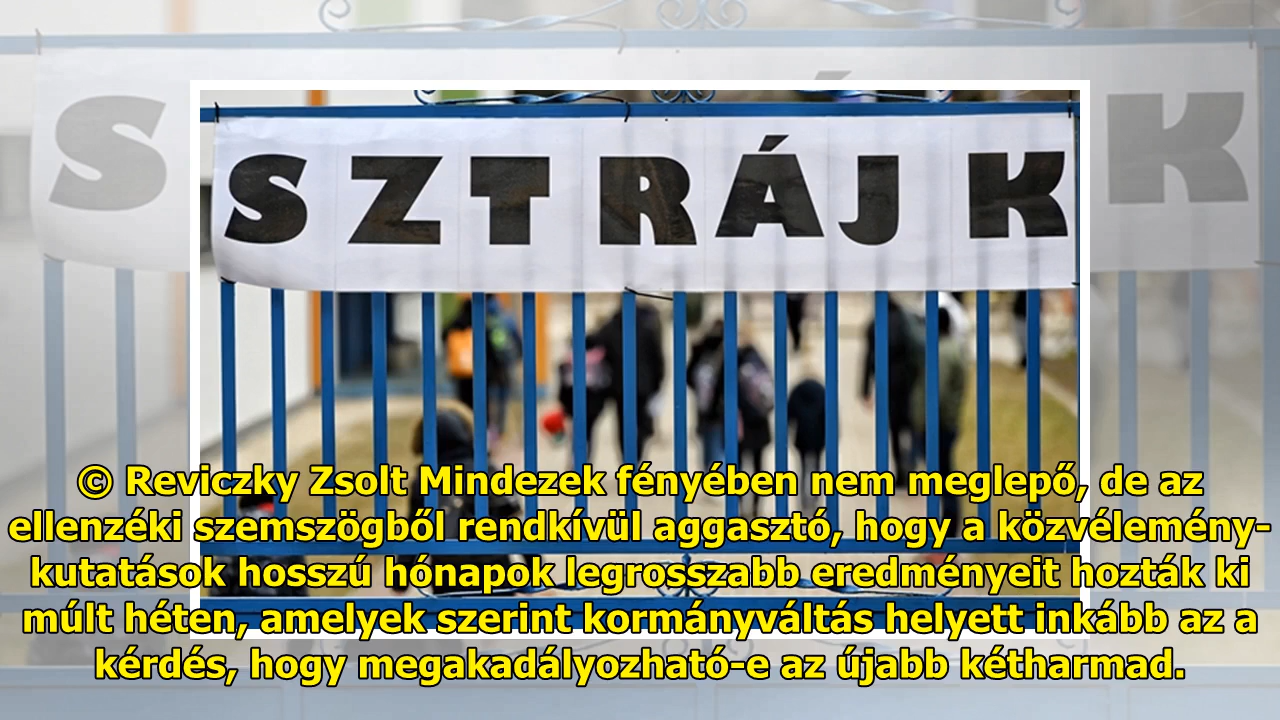 SZTRÁJK
© Reviczky Zsolt Mindezek fényében nem meglepő, de az
ellenzéki szemszögből rendkívül aggasztó, hogy a közvélemény-
kutatások hosszú hónapok legrosszabb eredményeit hozták ki
múlt héten, amelyek szerint kormányváltás helyett inkább az a
kérdés, hogy megakadályozható-e az újabb kétharmad.